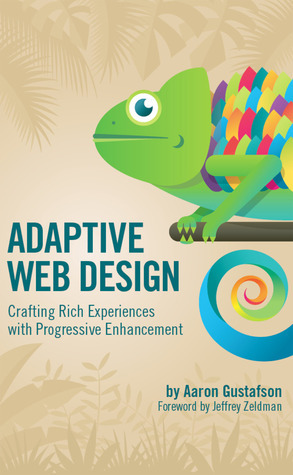 ADAPTIVE
WEB DESIGN
Crafting Rich Experiences
with Progressive Enhancement
by Aaron Gustafson
Foreword by Jeffrey Zeldman